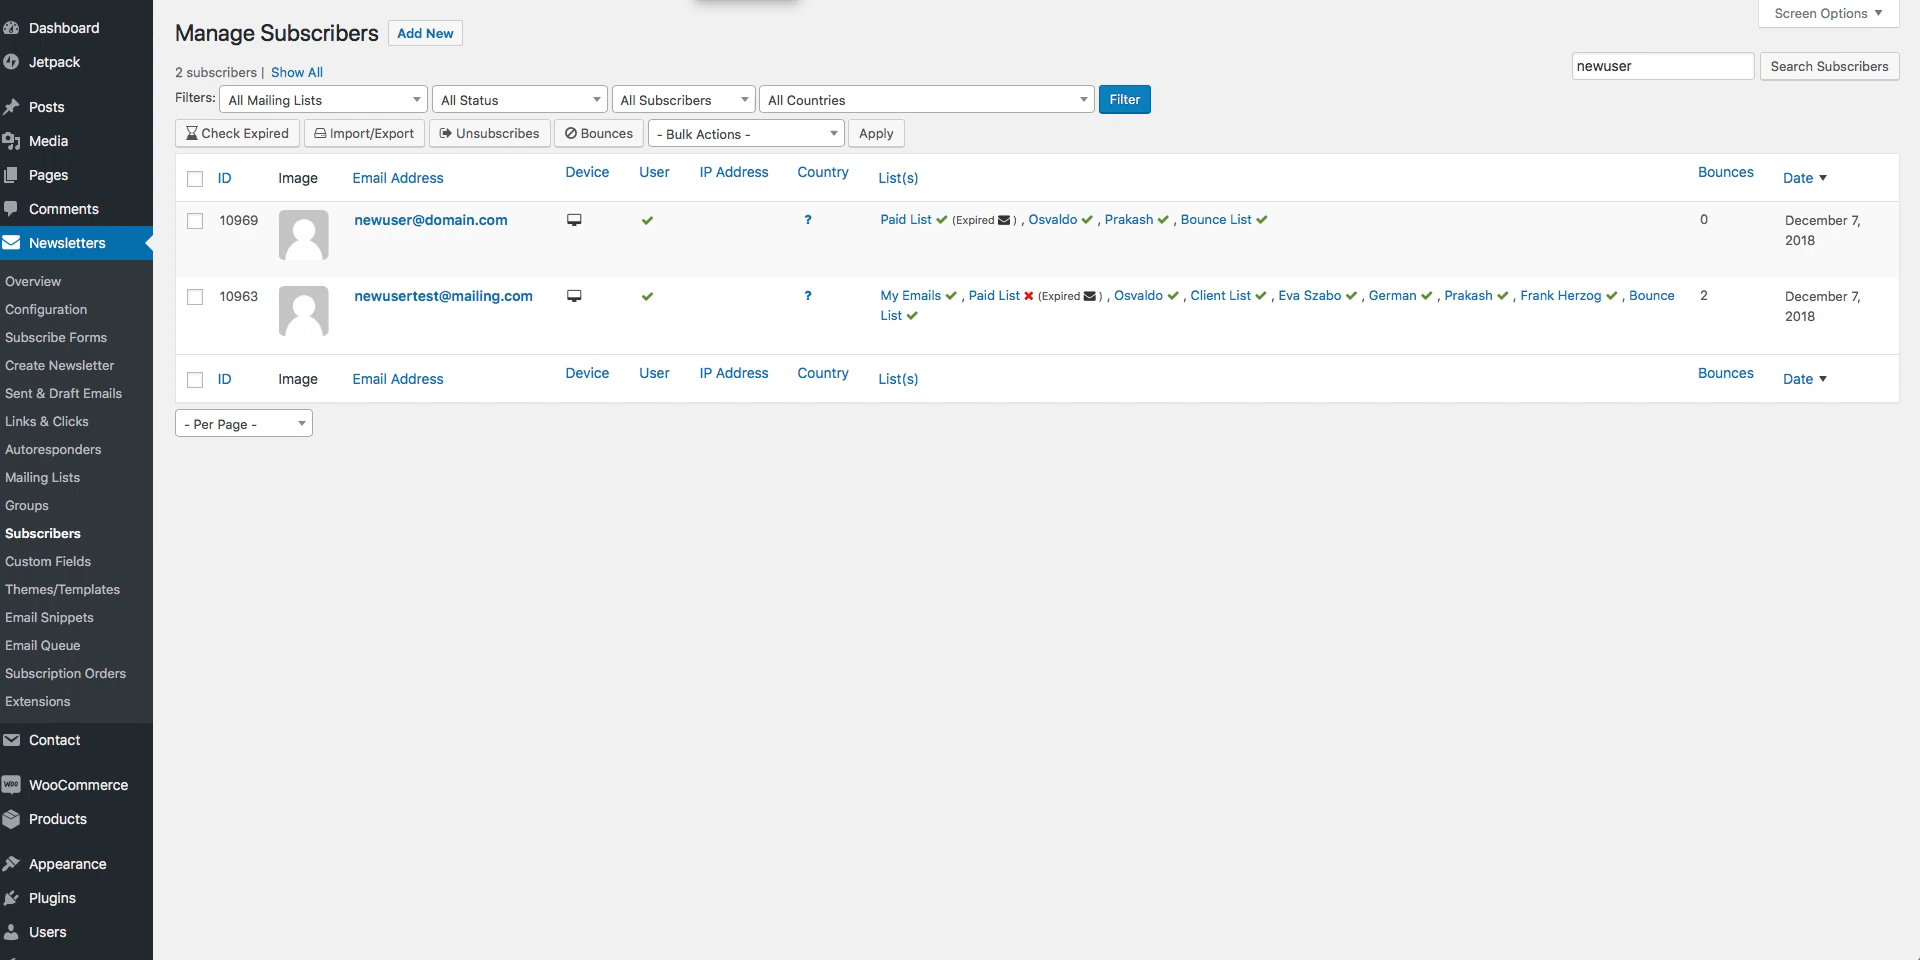 Dashboard
Jetpack
Posts
Media
Pages
Comments
Newsletters
Overview
Configuration
Subscribe Forms
Create Newsletter
Sent & Draft Emails
Links & Clicks
Autoresponders
Mailing Lists
Groups
Subscribers
Custom Fields
Themes/Templates
Email Snippets
Email Queue
Subscription Orders
Extensions
Contact
WooCommerce
Products
Appearance
Plugins
Users
Screen Options
Manage Subscribers Add New
2 subscribers | Show All
newuser Search Subscribers
Filters: All Mailing Lists All Status All Subscribers All Countries Filter
Check Expired Import/Export Unsubscribes Bounces - Bulk Actions - Apply
ID Image Email Address Device User IP Address Country List(s) Bounces Date
10969 newuser@domain.com ? Paid List (Expired ) , Osvaldo , Prakash , Bounce List 0 December 7,
2018
10963 newusertest@mailing.com ? My Emails , Paid List (Expired ) , Osvaldo , Client List , Eva Szabo , German , Prakash , Frank Herzog , Bounce 2 December 7,
List 2018
ID Image Email Address Device User IP Address Country List(s) Bounces Date
- Per Page -